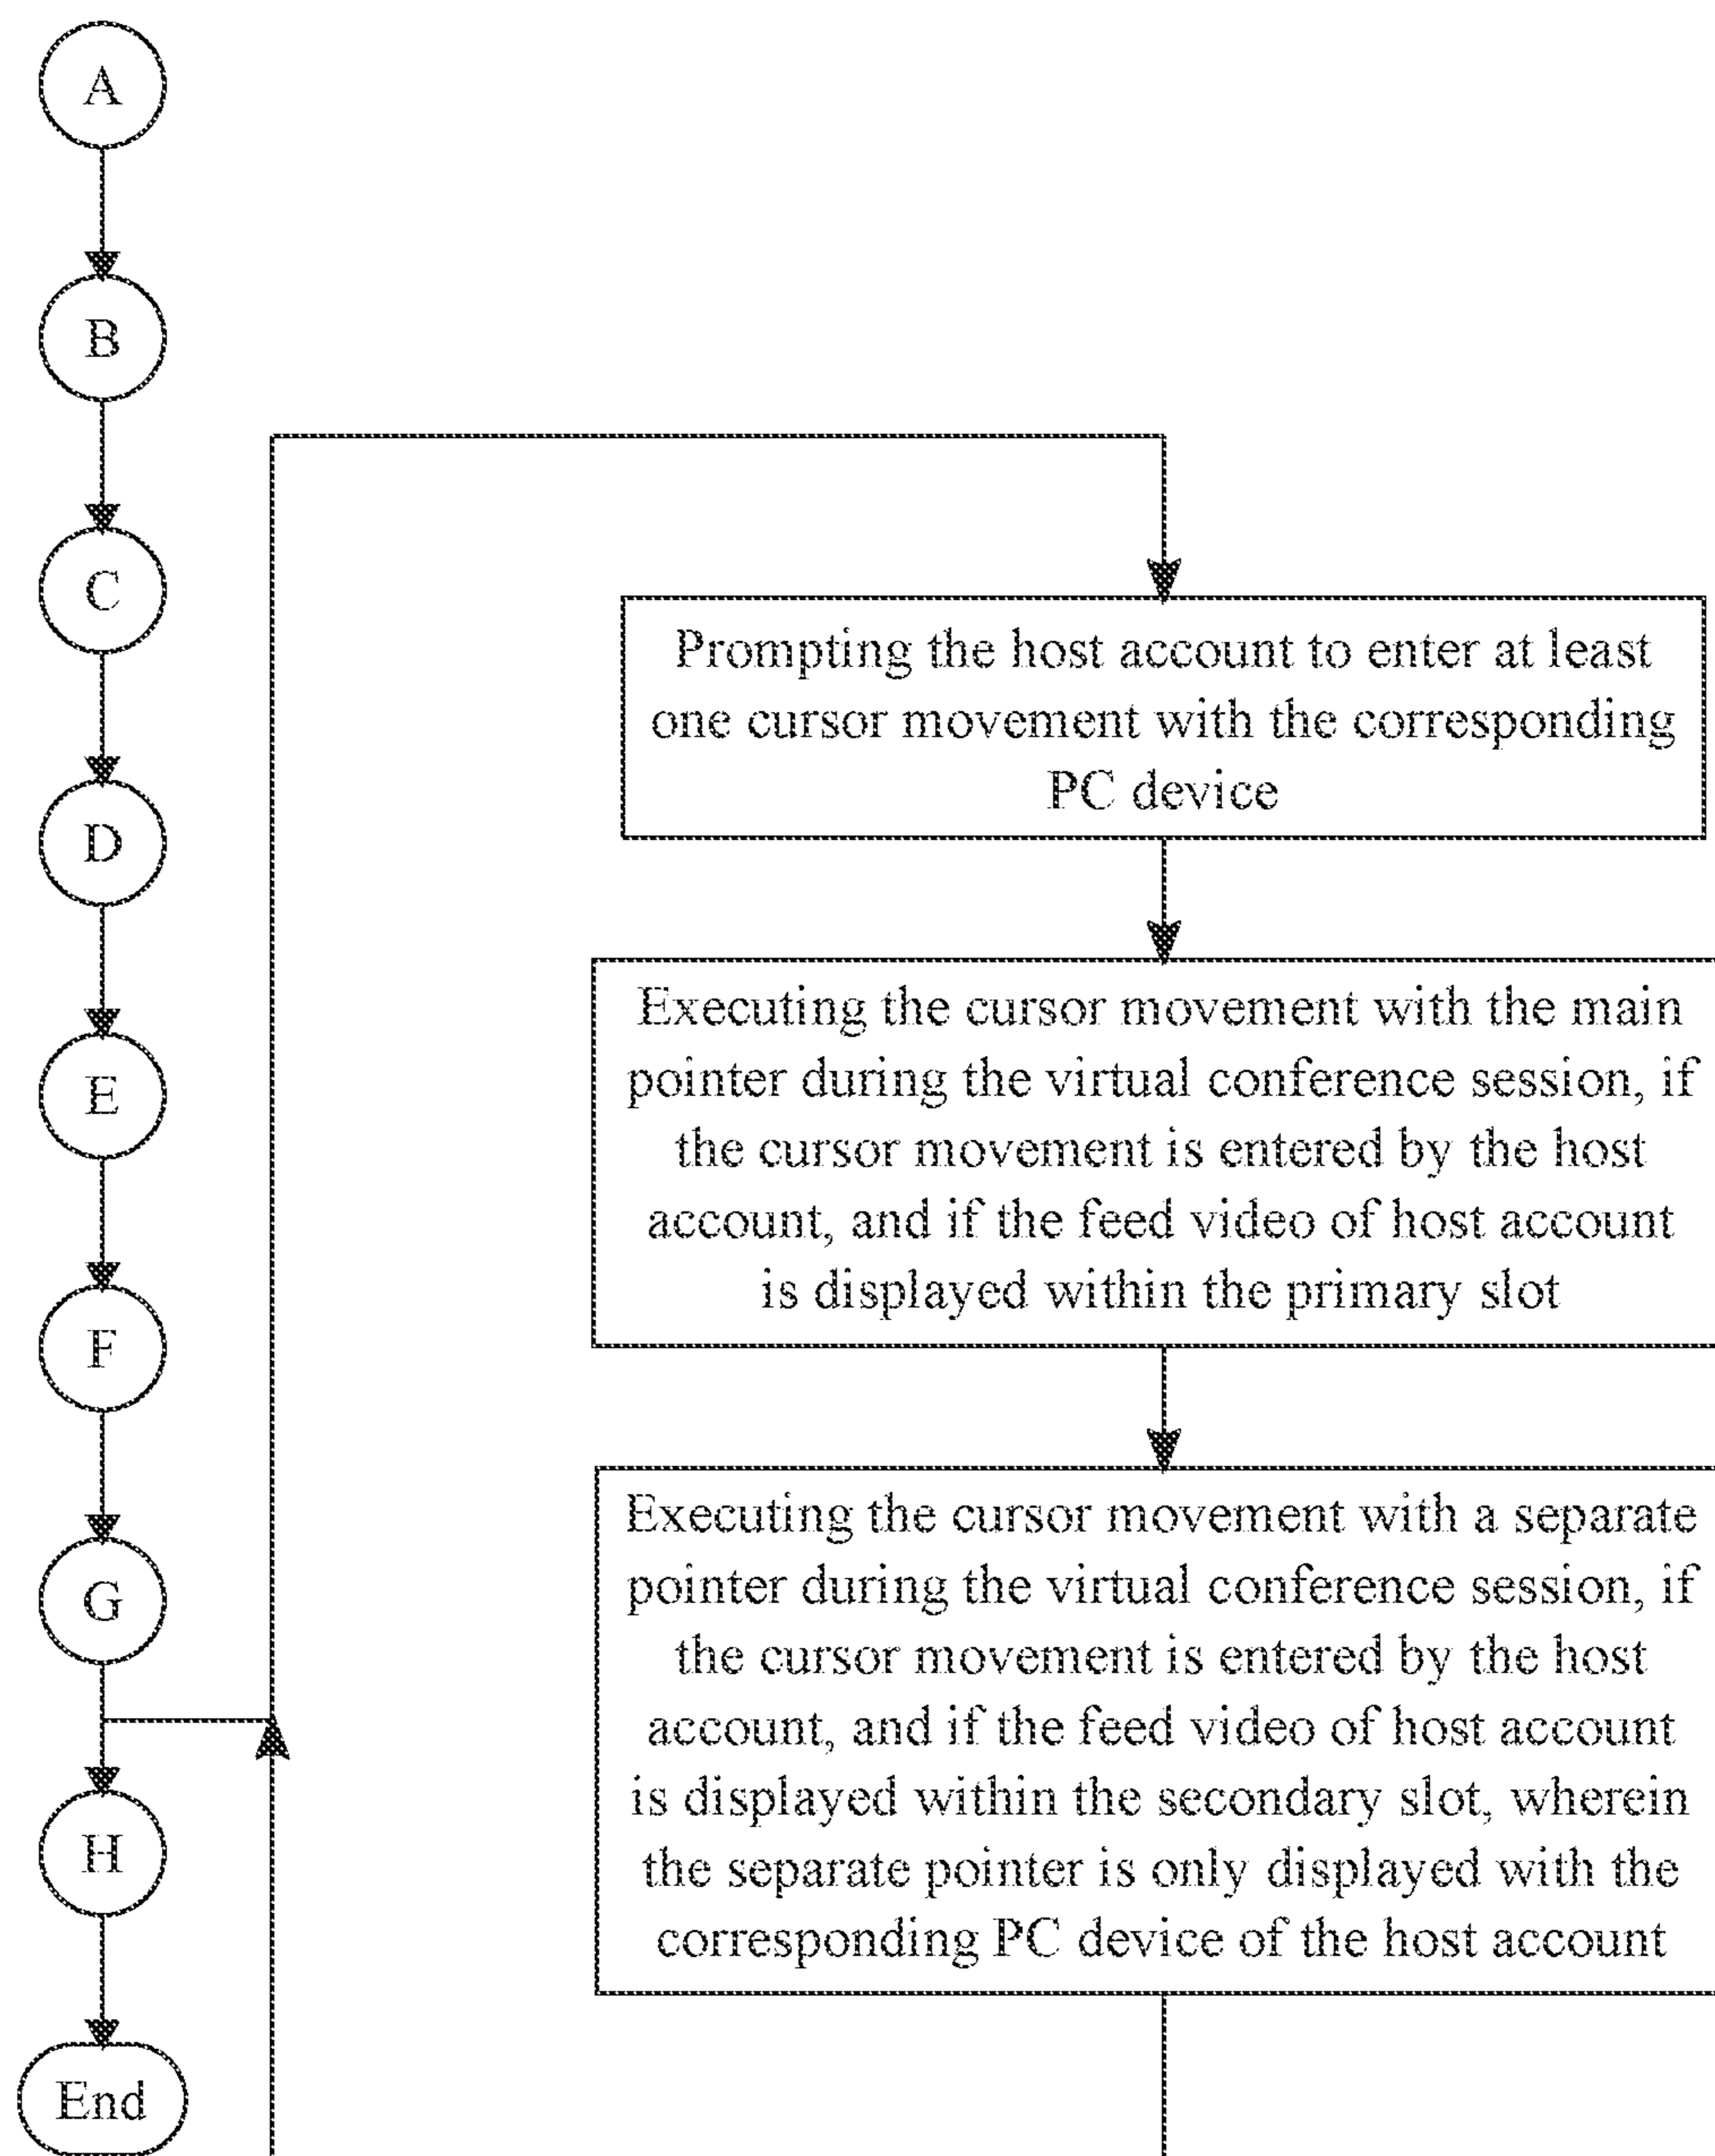 A
B
C
D
E
F
G
H
End
Prompting the host account to enter at least
one cursor movement with the corresponding
PC device
Executing the cursor movement with the main
pointer during the virtual conference session, if
the cursor movement is entered by the host
account, and if the feed video of host account
is displayed within the primary slot
Executing the cursor movement with a separate
pointer during the virtual conference session, if
the cursor movement is entered by the host
account, and if the feed video of host account
is displayed within the secondary slot, wherein
the separate pointer is only displayed with the
corresponding PC device of the host account